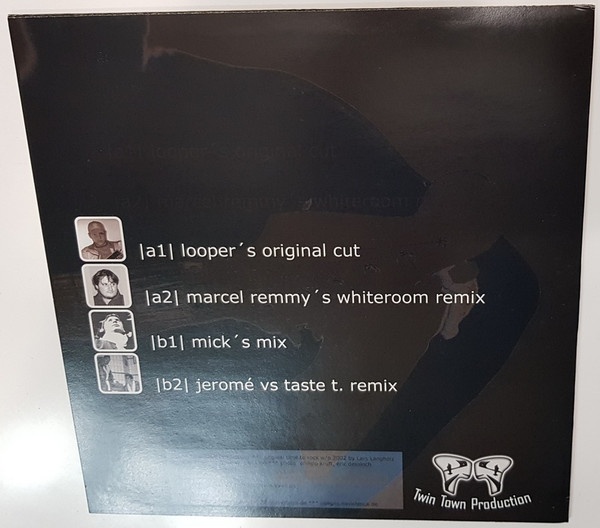 |a1| looper´s original cut
|a2| marcel remmy´s whiteroom remix
|b1| mick´s mix
|b2| jeromé vs taste t. remix
Twin Town Production